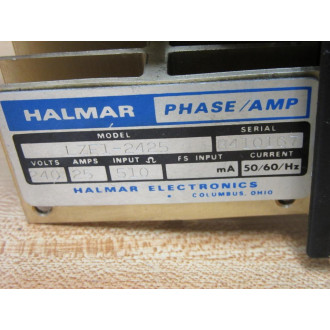 HALMAR PHASE/AMP
MODEL SERIAL
LZF1-2425
VOLTS AMPS INPUT Ω FS INPUT CURRENT
240 25 510 mA 50/60/Hz
HALMAR ELECTRONICS
COLUMBUS, OHIO